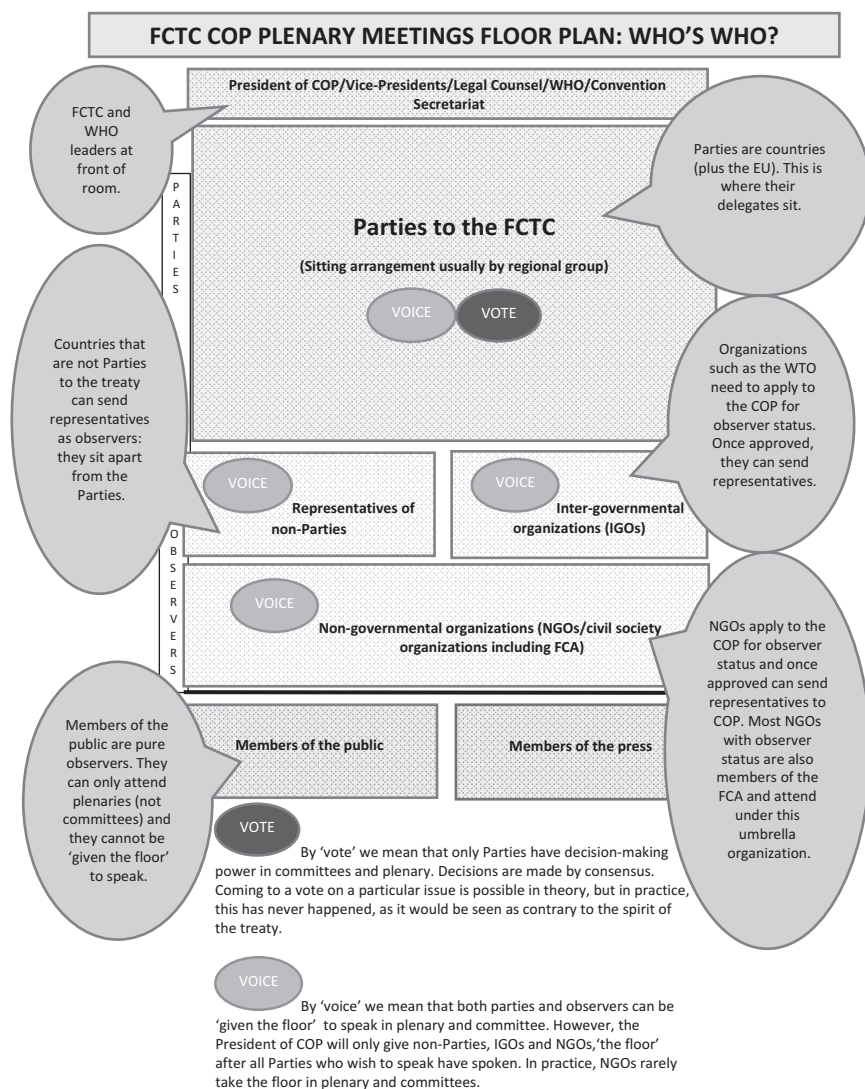 FCTC COP PLENARY MEETINGS FLOOR PLAN: WHO'S WHO?
President of COP/Vice-Presidents/Legal Counsel/WHO/Convention
Secretariat
FCTC and
WHO
leaders at
front of
room.
Parties are countries
(plus the EU). This is
where their
delegates sit.
PARTIES
Parties to the FCTC
(Sitting arrangement usually by regional group)
VOICE
VOTE
Countries that
are not Parties
to the treaty
can send
representatives
as observers:
they sit apart
from the
Parties.
Organizations
such as the WTO
need to apply to
the COP for
observer status.
Once approved,
they can send
representatives.
OBSERVERS
VOICE
Representatives of
non-Parties
VOICE
Inter-governmental
organizations (IGOs)
VOICE
Non-governmental organizations (NGOs/civil society
organizations including FCA)
NGOs apply to the
COP for observer
status and once
approved can send
representatives to
COP. Most NGOs
with observer
status are also
members of the
FCA and attend
under this
umbrella
organization.
Members of the
public are pure
observers. They
can only attend
plenaries (not
committees) and
they cannot be
‘given the floor’
to speak.
Members of the public
Members of the press
VOTE
By ‘vote’ we mean that only Parties have decision-making
power in committees and plenary. Decisions are made by consensus.
Coming to a vote on a particular issue is possible in theory, but in practice,
this has never happened, as it would be seen as contrary to the spirit of
the treaty.
VOICE
By ‘voice’ we mean that both parties and observers can be
‘given the floor’ to speak in plenary and committee. However, the
President of COP will only give non-Parties, IGOs and NGOs,‘the floor’
after all Parties who wish to speak have spoken. In practice, NGOs rarely
take the floor in plenary and committees.